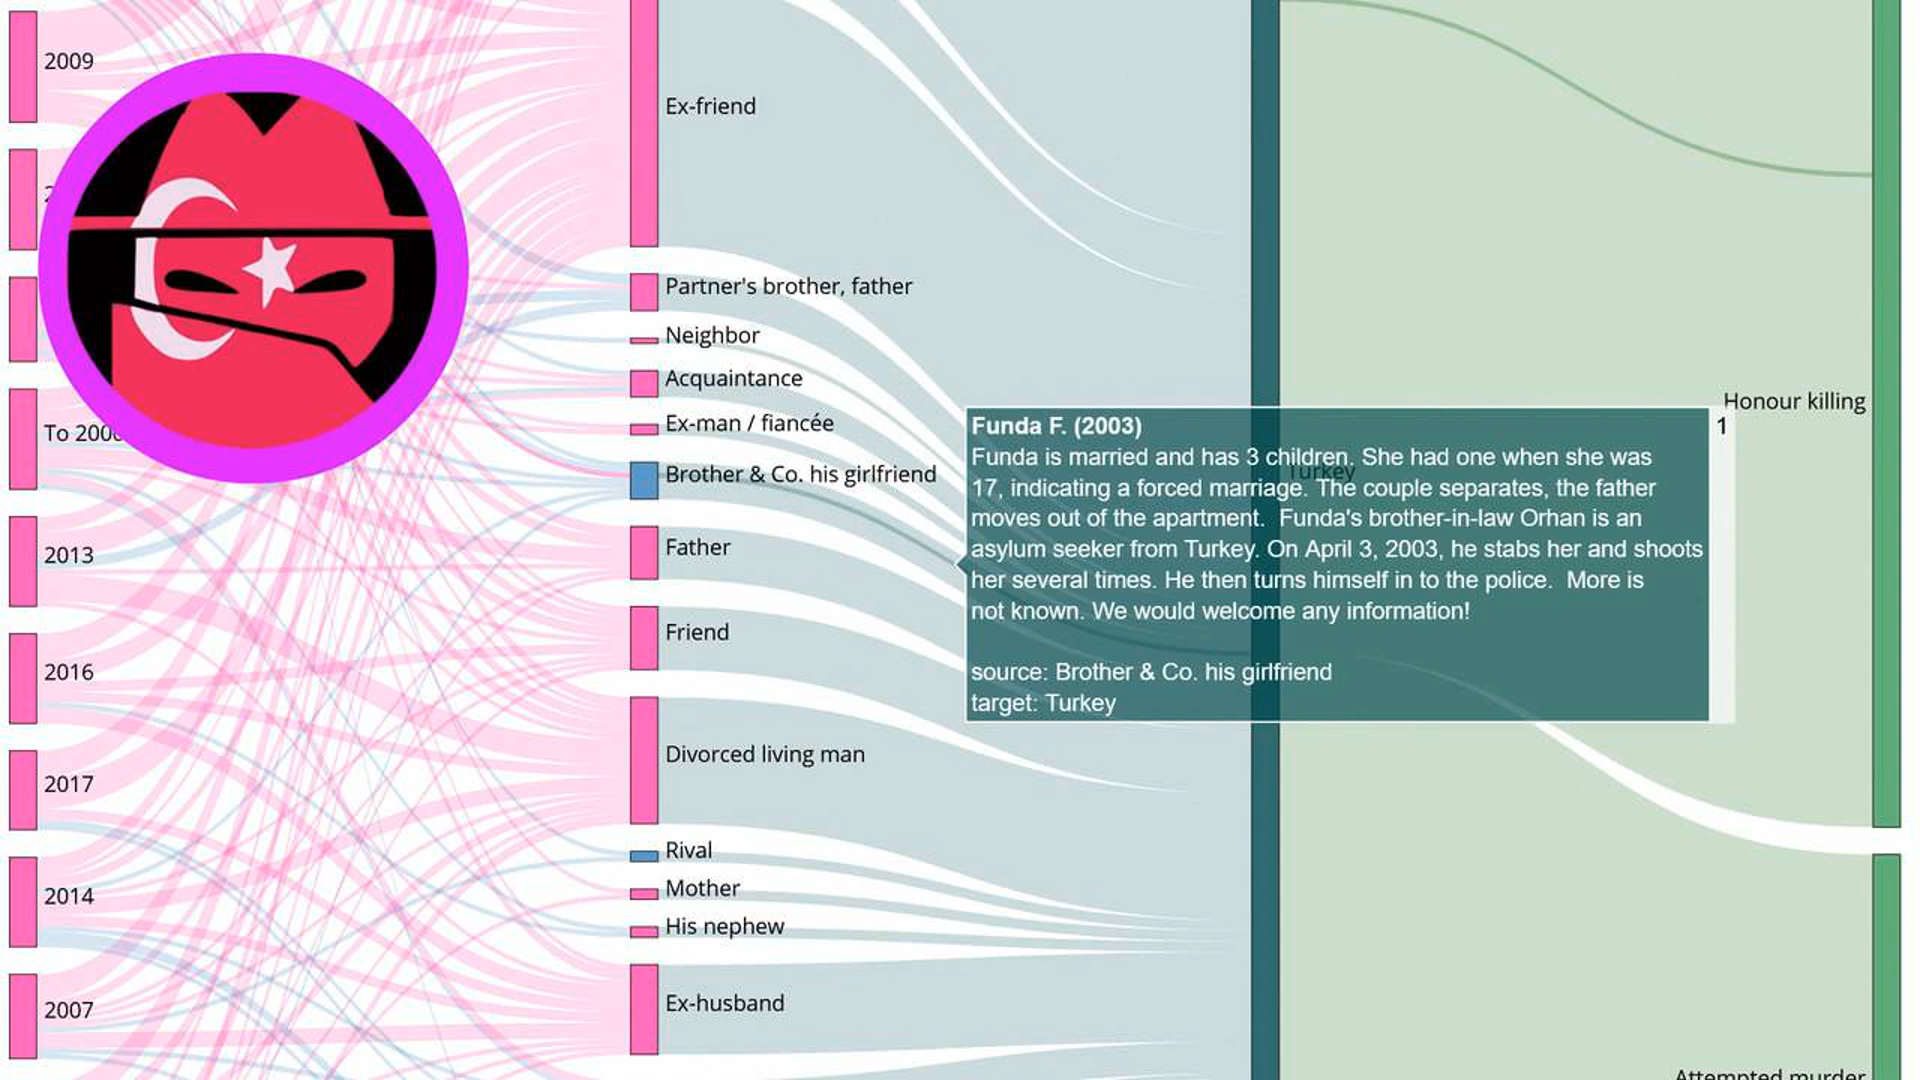 2009
To 200
2013
2016
2017
2014
2007
Ex-friend
Partner's brother, father
Neighbor
Acquaintance
Ex-man / fiancée
Brother & Co. his girlfriend
Father
Friend
Divorced living man
Rival
Mother
His nephew
Ex-husband
Funda F. (2003)
Funda is married and has 3 children. She had one when she was
17, indicating a forced marriage. The couple separates, the father
moves out of the apartment.  Funda's brother-in-law Orhan is an
asylum seeker from Turkey. On April 3, 2003, he stabs her and shoots
her several times. He then turns himself in to the police.  More is
not known. We would welcome any information!
source: Brother & Co. his girlfriend
target: Turkey
1
Turkey
Honour killing
Attempted murder